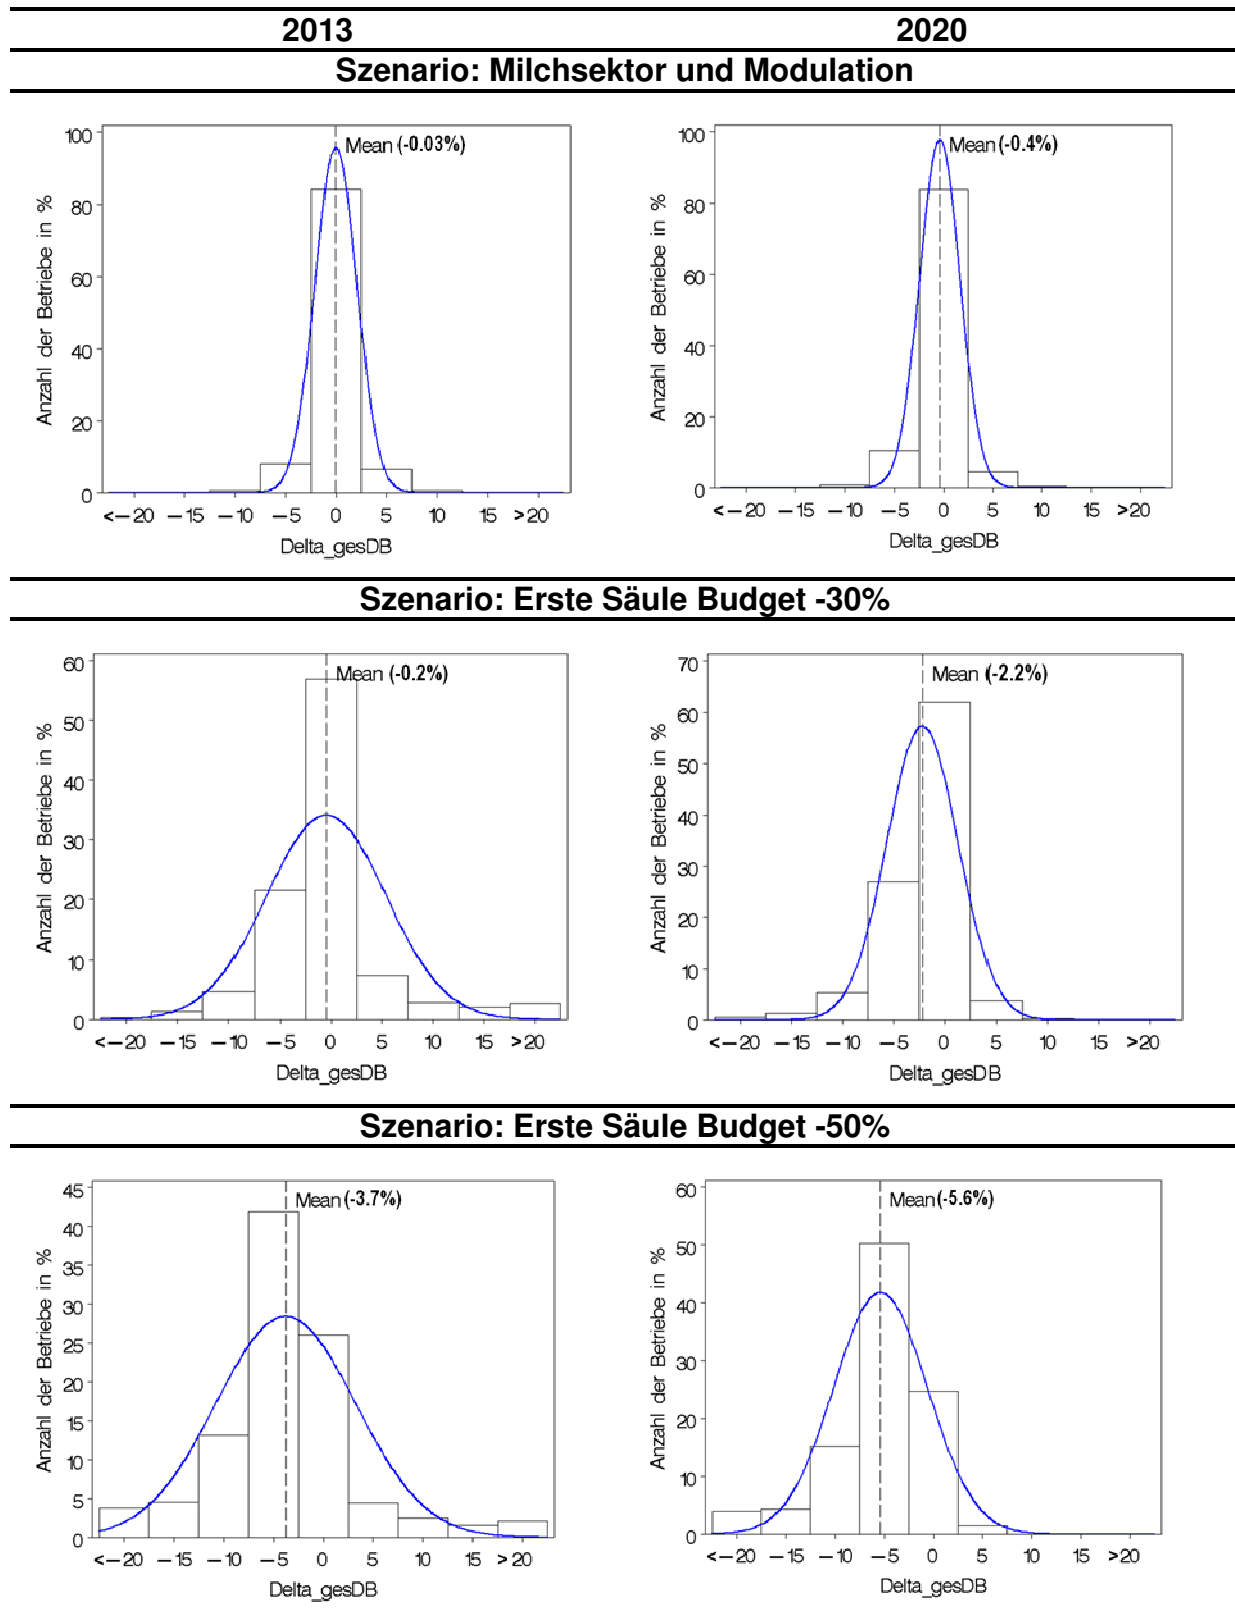 2013 2020
Szenario: Milchsektor und Modulation
Mean (-0.03%)
Anzahl der Betriebe in %
100
80
60
40
20
0
<-20 -15 -10 -5 0 5 10 15 >20
Delta_gesDB
Mean (-0.4%)
Anzahl der Betriebe in %
100
80
60
40
20
0
<-20 -15 -10 -5 0 5 10 15 >20
Delta_gesDB
Szenario: Erste Säule Budget -30%
Mean (-0.2%)
Anzahl der Betriebe in %
60
50
40
30
20
10
0
<-20 -15 -10 -5 0 5 10 15 >20
Delta_gesDB
Mean (-2.2%)
Anzahl der Betriebe in %
70
60
50
40
30
20
10
0
<-20 -15 -10 -5 0 5 10 15 >20
Delta_gesDB
Szenario: Erste Säule Budget -50%
Mean (-3.7%)
Anzahl der Betriebe in %
45
40
35
30
25
20
15
10
5
0
<-20 -15 -10 -5 0 5 10 15 >20
Delta_gesDB
Mean (-5.6%)
Anzahl der Betriebe in %
60
50
40
30
20
10
0
<-20 -15 -10 -5 0 5 10 15 >20
Delta_gesDB